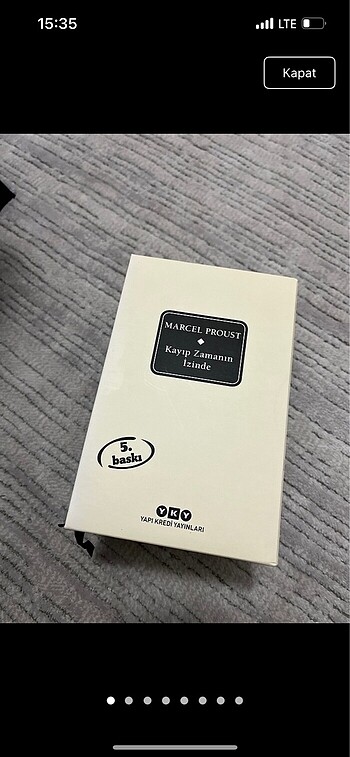 15:35
LTE
Kapat
MARCEL PROUST
Kayıp Zamanın
İzinde
5.
baskı
YKY
YAPI KREDİ YAYINLARI